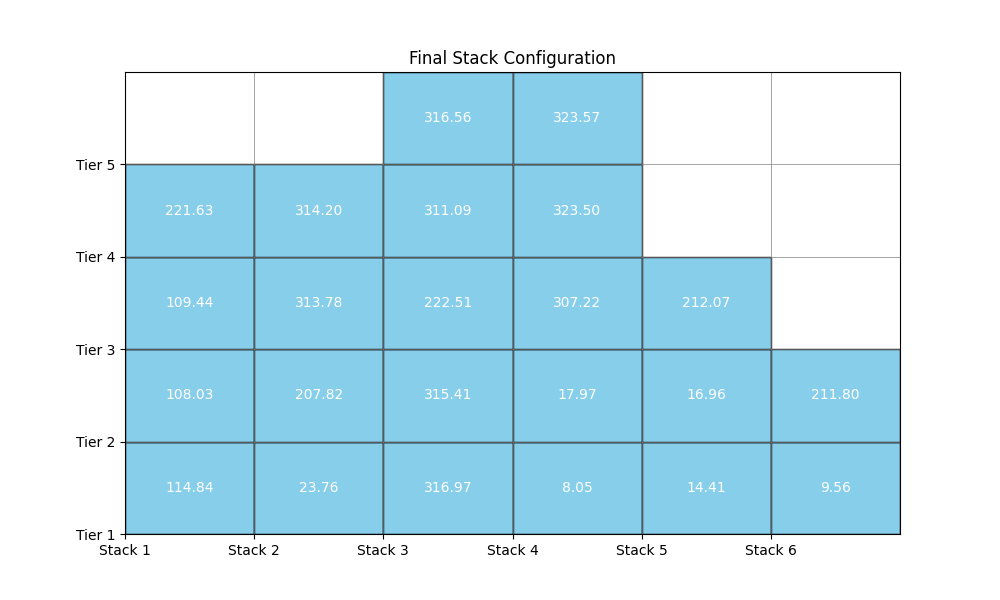 Final Stack Configuration
316.56 323.57
Tier 5
221.63 314.20 311.09 323.50
Tier 4
109.44 313.78 222.51 307.22 212.07
Tier 3
108.03 207.82 315.41 17.97 16.96 211.80
Tier 2
114.84 23.76 316.97 8.05 14.41 9.56
Tier 1
Stack 1 Stack 2 Stack 3 Stack 4 Stack 5 Stack 6